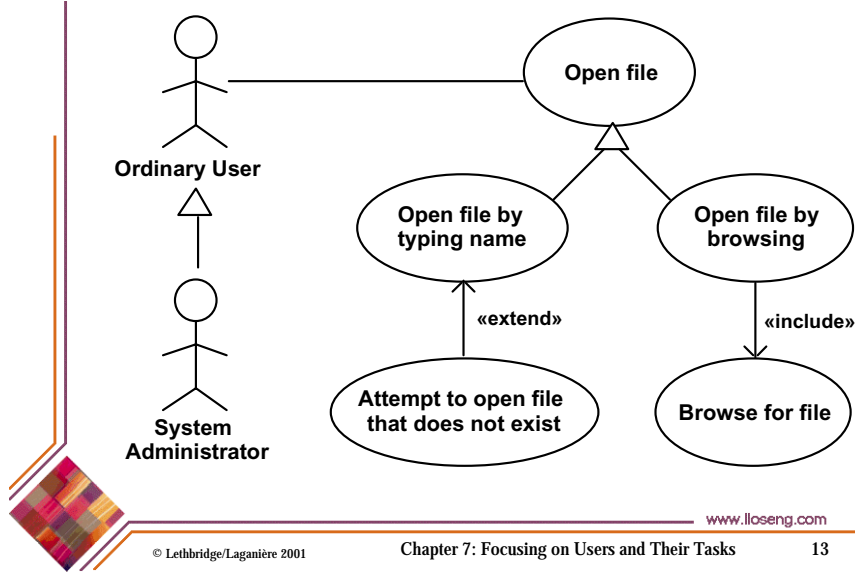 Open file
Ordinary User
Open file by
typing name
Open file by
browsing
«extend»
«include»
Attempt to open file
that does not exist
Browse for file
System
Administrator
www.lloseng.com
© Lethbridge/Laganière 2001
Chapter 7: Focusing on Users and Their Tasks
13